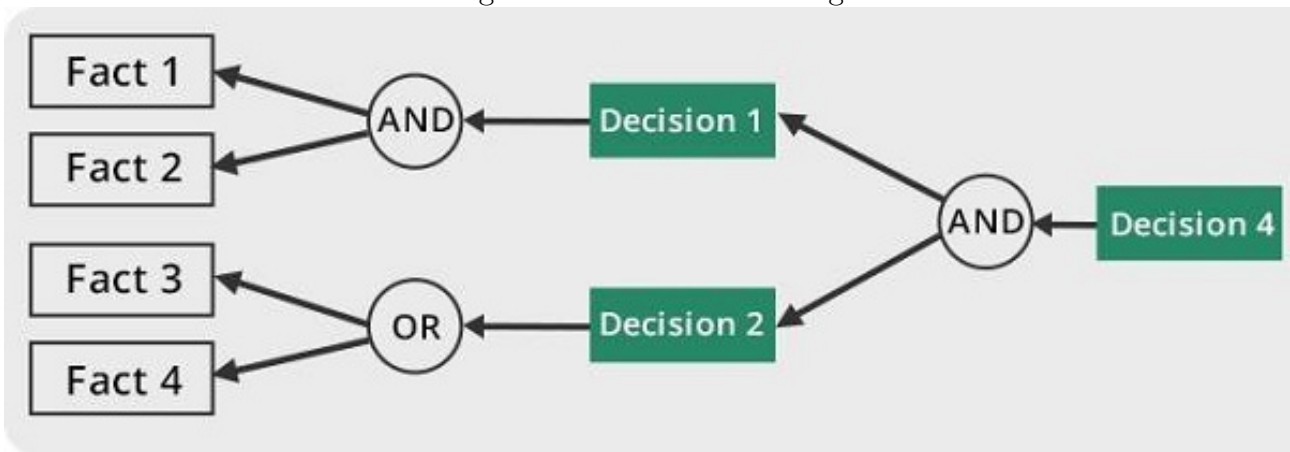 Fact 1
Fact 2
AND
Decision 1
Fact 3
Fact 4
OR
Decision 2
AND
Decision 4